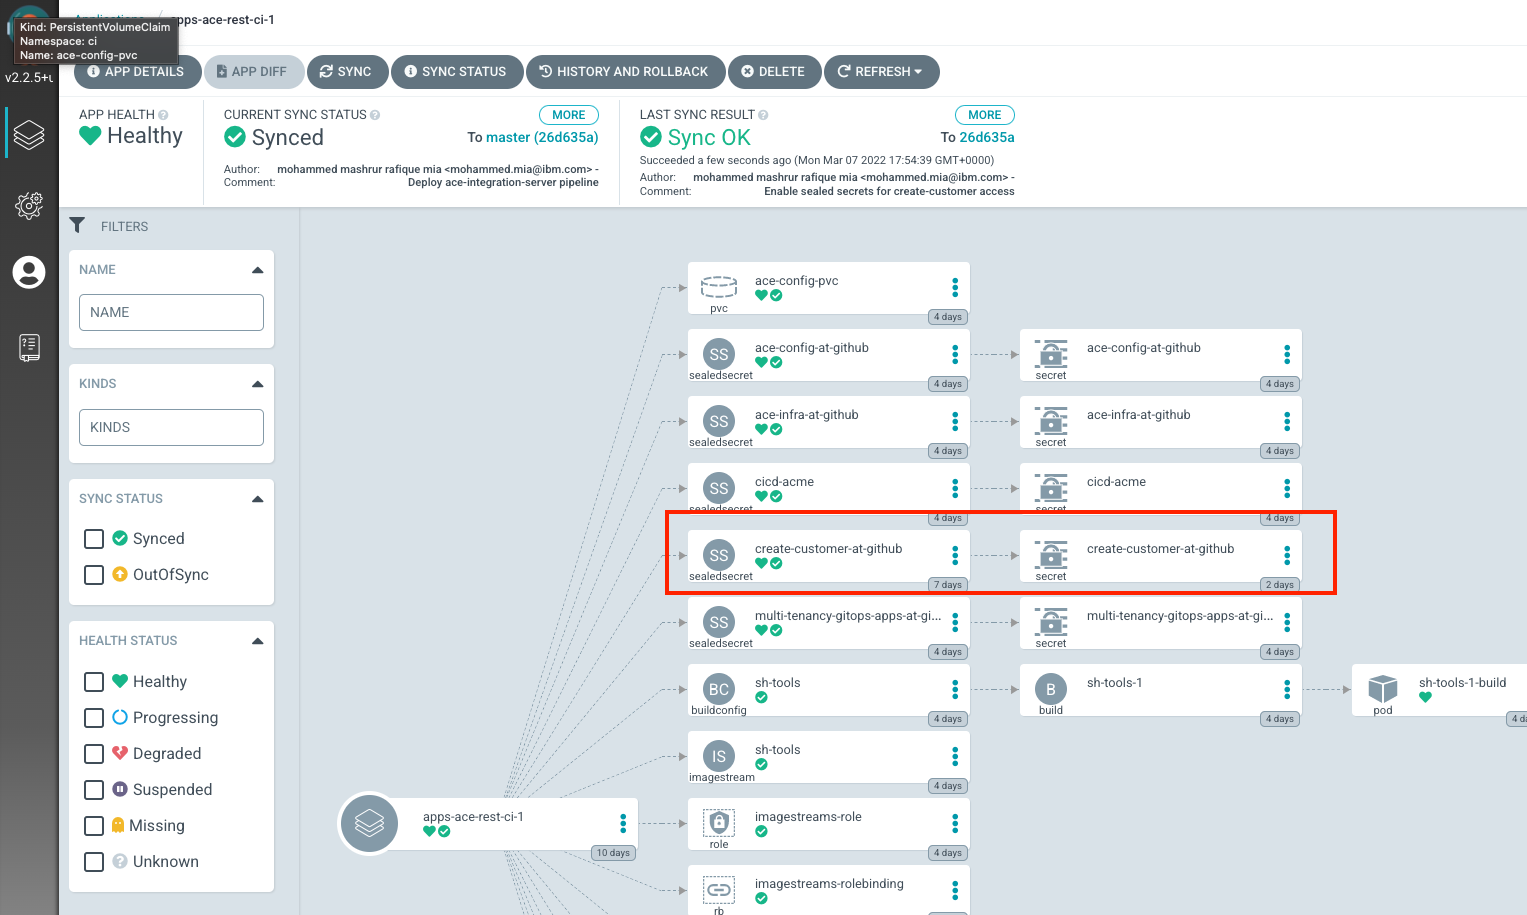 Applications / apps-ace-rest-ci-1
Kind: PersistentVolumeClaim
Namespace: ci
Name: ace-config-pvc
v2.2.5+u
APP DETAILS
APP DIFF
SYNC
SYNC STATUS
HISTORY AND ROLLBACK
DELETE
REFRESH
APP HEALTH
Healthy
CURRENT SYNC STATUS
MORE
Synced
To master (26d635a)
Author: mohammed mashrur rafique mia <mohammed.mia@ibm.com> -
Comment: Deploy ace-integration-server pipeline
LAST SYNC RESULT
MORE
Sync OK
To 26d635a
Succeeded a few seconds ago (Mon Mar 07 2022 17:54:39 GMT+0000)
Author: mohammed mashrur rafique mia <mohammed.mia@ibm.com> -
Comment: Enable sealed secrets for create-customer access
FILTERS
NAME
NAME
KINDS
KINDS
SYNC STATUS
Synced
OutOfSync
HEALTH STATUS
Healthy
Progressing
Degraded
Suspended
Missing
Unknown
apps-ace-rest-ci-1
10 days
ace-config-pvc
pvc
4 days
SS
ace-config-at-github
sealedsecret
4 days
ace-config-at-github
secret
4 days
SS
ace-infra-at-github
sealedsecret
4 days
ace-infra-at-github
secret
4 days
SS
cicd-acme
sealedsecret
4 days
cicd-acme
secret
4 days
SS
create-customer-at-github
sealedsecret
7 days
create-customer-at-github
secret
2 days
SS
multi-tenancy-gitops-apps-at-gi...
sealedsecret
4 days
multi-tenancy-gitops-apps-at-gi...
secret
4 days
BC
sh-tools
buildconfig
4 days
B
sh-tools-1
build
4 days
sh-tools-1-build
pod
4 da
IS
sh-tools
imagestream
4 days
imagestreams-role
role
4 days
imagestreams-rolebinding
rb